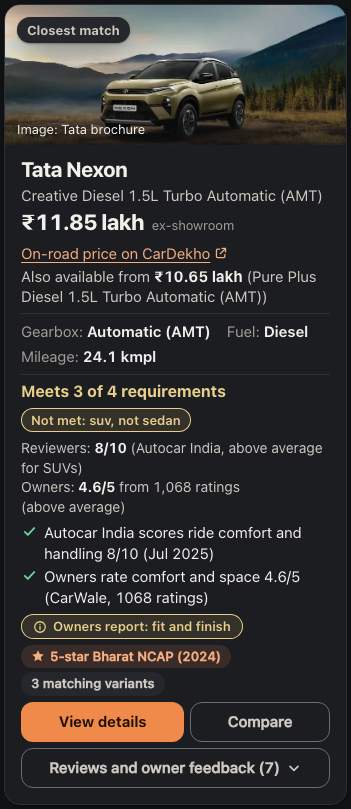 Closest match
Image: Tata brochure
Tata Nexon
Creative Diesel 1.5L Turbo Automatic (AMT)
₹11.85 lakh ex-showroom
On-road price on CarDekho
Also available from ₹10.65 lakh (Pure Plus
Diesel 1.5L Turbo Automatic (AMT))
Gearbox: Automatic (AMT) Fuel: Diesel
Mileage: 24.1 kmpl
Meets 3 of 4 requirements
Not met: suv, not sedan
Reviewers: 8/10 (Autocar India, above average
for SUVs)
Owners: 4.6/5 from 1,068 ratings
(above average)
Autocar India scores ride comfort and
handling 8/10 (Jul 2025)
Owners rate comfort and space 4.6/5
(CarWale, 1068 ratings)
Owners report: fit and finish
5-star Bharat NCAP (2024)
3 matching variants
View details
Compare
Reviews and owner feedback (7)